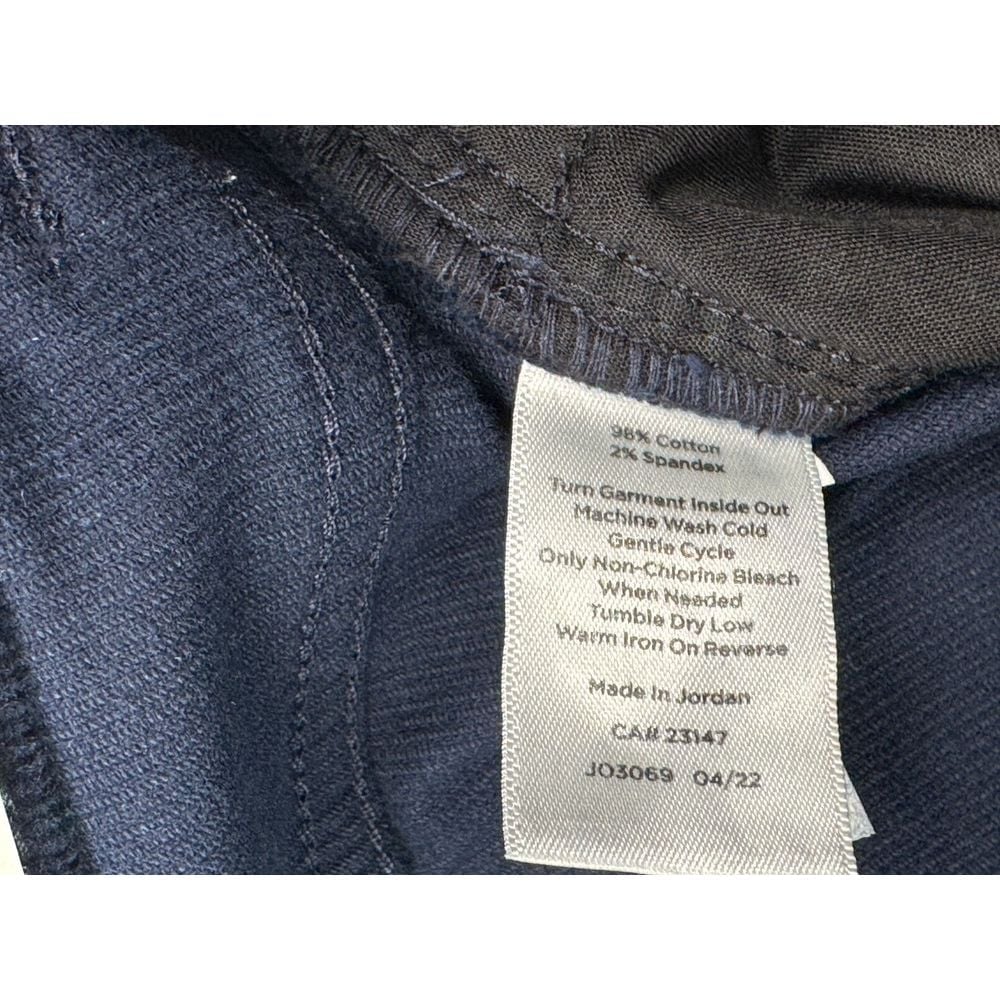 98% Cotton
2% Spandex
Turn Garment Inside Out
Machine Wash Cold
Gentle Cycle
Only Non-Chlorine Bleach
When Needed
Tumble Dry Low
Warm Iron On Reverse
Made In Jordan
CA# 23147
JO3069 04/22